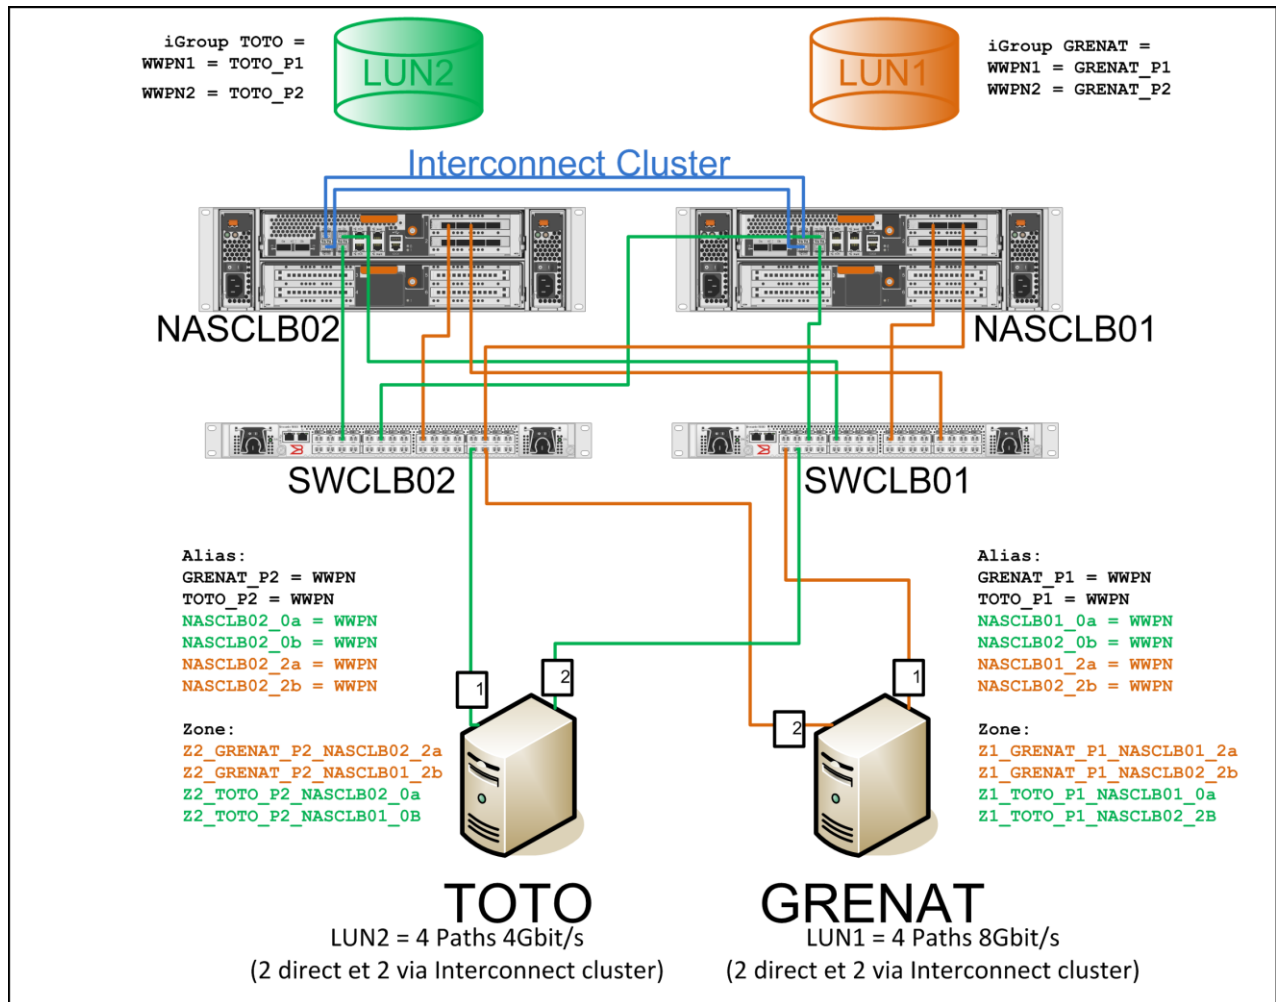 iGroup TOTO =
WWPN1 = TOTO_P1
WWPN2 = TOTO_P2
LUN2
LUN1
iGroup GRENAT =
WWPN1 = GRENAT_P1
WWPN2 = GRENAT_P2
Interconnect Cluster
NASCLB02
NASCLB01
SWCLB02
SWCLB01
Alias:
GRENAT_P2 = WWPN
TOTO_P2 = WWPN
NASCLB02_0a = WWPN
NASCLB02_0b = WWPN
NASCLB02_2a = WWPN
NASCLB02_2b = WWPN
Zone:
Z2_GRENAT_P2_NASCLB02_2a
Z2_GRENAT_P2_NASCLB01_2b
Z2_TOTO_P2_NASCLB02_0a
Z2_TOTO_P2_NASCLB01_0B
Alias:
GRENAT_P1 = WWPN
TOTO_P1 = WWPN
NASCLB01_0a = WWPN
NASCLB02_0b = WWPN
NASCLB01_2a = WWPN
NASCLB02_2b = WWPN
Zone:
Z1_GRENAT_P1_NASCLB01_2a
Z1_GRENAT_P1_NASCLB02_2b
Z1_TOTO_P1_NASCLB01_0a
Z1_TOTO_P1_NASCLB02_2B
1
2
2
1
TOTO
LUN2 = 4 Paths 4Gbit/s
(2 direct et 2 via Interconnect cluster)
GRENAT
LUN1 = 4 Paths 8Gbit/s
(2 direct et 2 via Interconnect cluster)